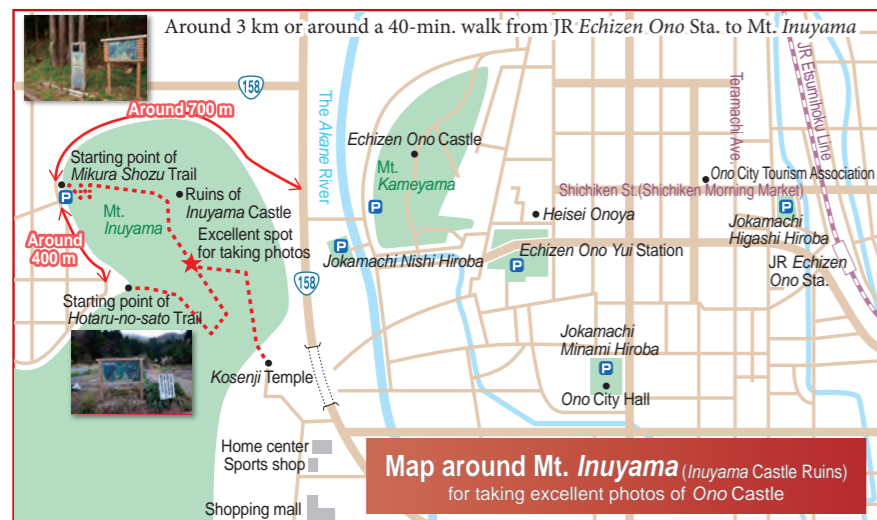 Around 3 km or around a 40-min. walk from JR Echizen Ono Sta. to Mt. Inuyama
158
Around 700 m
The Akane River
Echizen Ono Castle
Mt.
Kameyama
Teramachi Ave.
JR Etsumihoku Line
Starting point of
Mikura Shozu Trail
P
Mt.
Inuyama
Ruins of
Inuyama Castle
Excellent spot
for taking photos
Around
400 m
Starting point of
Hotaru-no-sato Trail
Kosenji Temple
158
P
P
Jokamachi Nishi Hiroba
Ono City Tourism Association
Shichiken St.(Shichiken Morning Market)
Heisei Onoya
P
Jokamachi
Higashi Hiroba
Echizen Ono Yui Station
P
JR Echizen
Ono Sta.
Jokamachi
Minami Hiroba
P
Ono City Hall
Home center
Sports shop
Shopping mall
Map around Mt. Inuyama (Inuyama Castle Ruins)
for taking excellent photos of Ono Castle